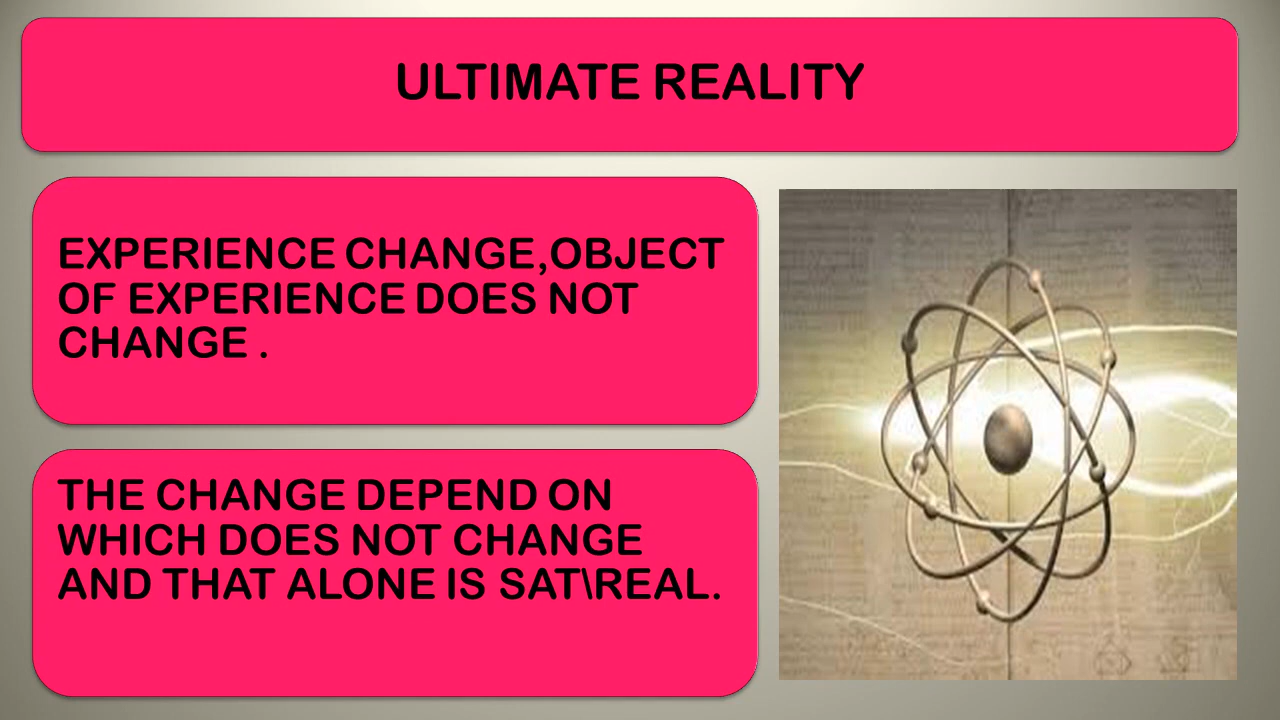 ULTIMATE REALITY
EXPERIENCE CHANGE,OBJECT
OF EXPERIENCE DOES NOT
CHANGE .
THE CHANGE DEPEND ON
WHICH DOES NOT CHANGE
AND THAT ALONE IS SAT\REAL.